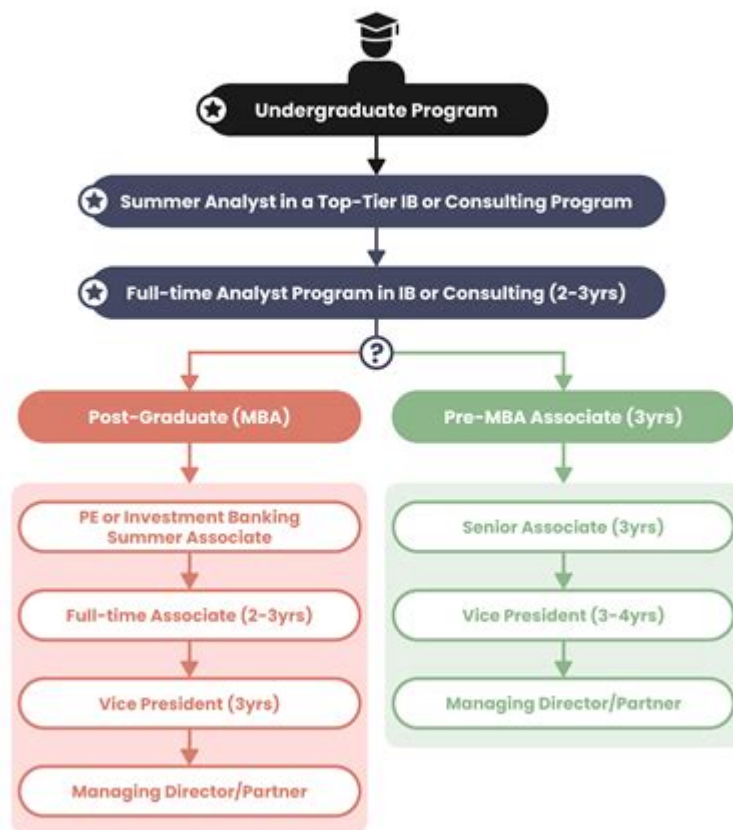 Undergraduate Program
Summer Analyst in a Top-Tier IB or Consulting Program
Full-time Analyst Program in IB or Consulting (2-3yrs)
?
Post-Graduate (MBA)
PE or Investment Banking
Summer Associate
Full-time Associate (2-3yrs)
Vice President (3yrs)
Managing Director/Partner
Pre-MBA Associate (3yrs)
Senior Associate (3yrs)
Vice President (3-4yrs)
Managing Director/Partner